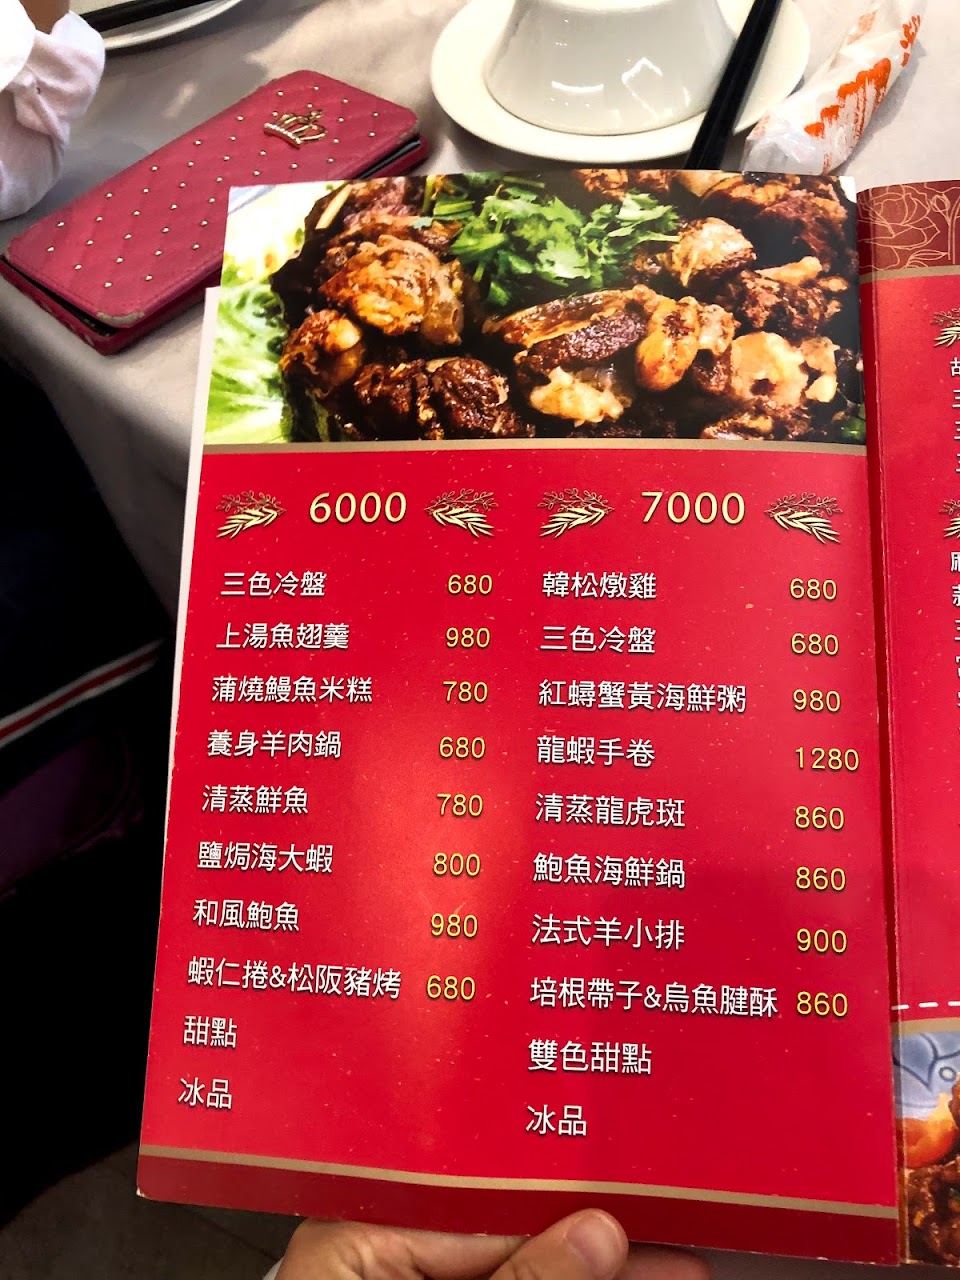 6000
三色冷盤 680
上湯魚翅羹 980
蒲燒鰻魚米糕 780
養身羊肉鍋 680
清蒸鮮魚 780
鹽焗海大蝦 800
和風鮑魚 980
蝦仁捲&松阪豬烤 680
甜點
冰品
7000
韓松燉雞 680
三色冷盤 680
紅蟳蟹黃海鮮粥 980
龍蝦手卷 1280
清蒸龍虎斑 860
鮑魚海鮮鍋 860
法式羊小排 900
培根帶子&烏魚腱酥 860
雙色甜點
冰品